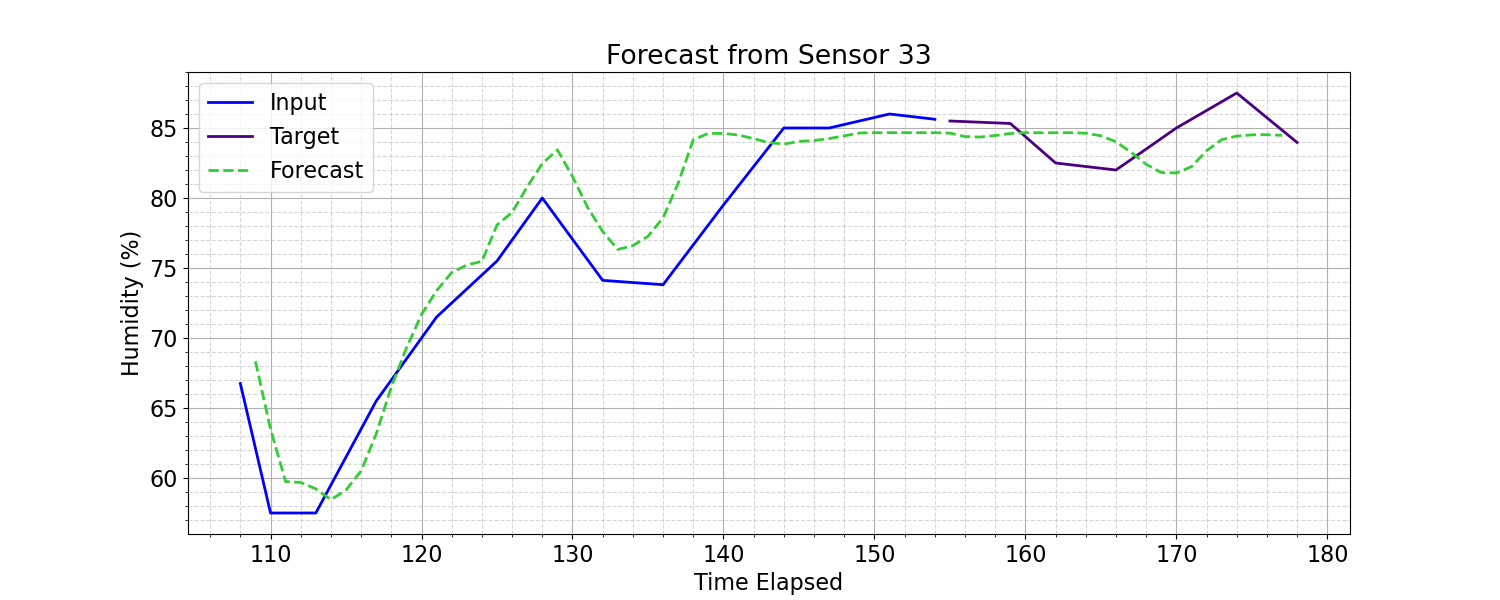 Forecast from Sensor 33
Input
Target
Forecast
Humidity (%)
85
80
75
70
65
60
110 120 130 140 150 160 170 180
Time Elapsed